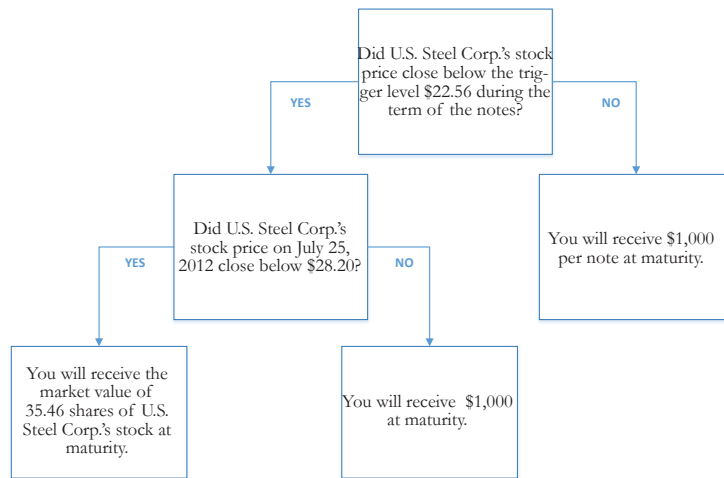 Did U.S. Steel Corp.'s stock
price close below the trig-
ger level $22.56 during the
term of the notes?
YES
NO
Did U.S. Steel Corp.'s
stock price on July 25,
2012 close below $28.20?
You will receive $1,000
per note at maturity.
YES
NO
You will receive the
market value of
35.46 shares of U.S.
Steel Corp.'s stock at
maturity.
You will receive $1,000
at maturity.